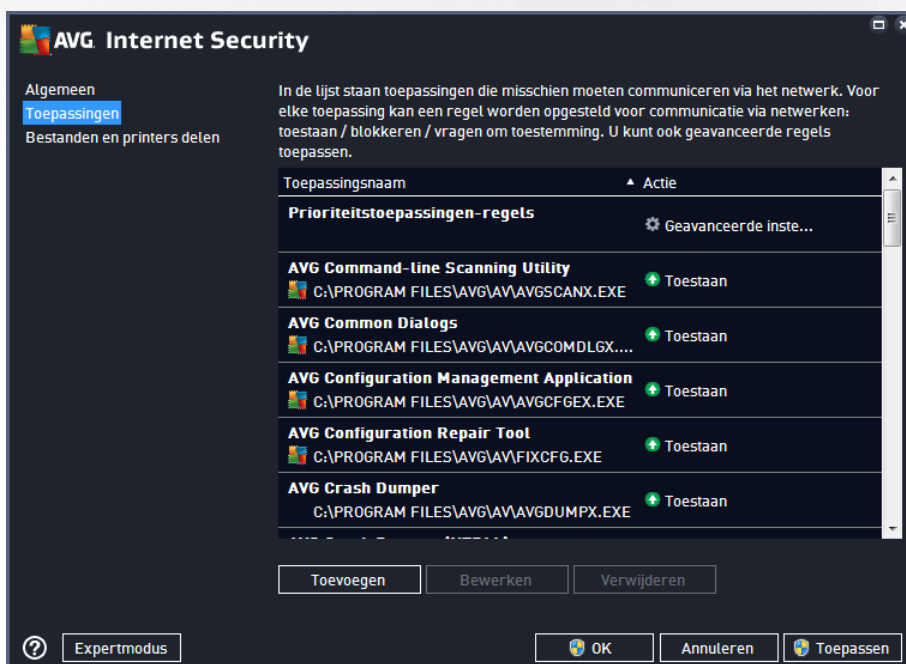 AVG Internet Security
Algemeen
Toepassingen
Bestanden en printers delen
In de lijst staan toepassingen die misschien moeten communiceren via het netwerk. Voor
elke toepassing kan een regel worden opgesteld voor communicatie via netwerken:
toestaan / blokkeren / vragen om toestemming. U kunt ook geavanceerde regels
toepassen.
Toepassingsnaam Actie
Prioriteitstoepassingen-regels
Geavanceerde inste...
AVG Command-line Scanning Utility
C:\PROGRAM FILES\AVG\AV\AVGSCANX.EXE
Toestaan
AVG Common Dialogs
C:\PROGRAM FILES\AVG\AV\AVGCOMDLGX....
Toestaan
AVG Configuration Management Application
C:\PROGRAM FILES\AVG\AV\AVGCFGEX.EXE
Toestaan
AVG Configuration Repair Tool
C:\PROGRAM FILES\AVG\AV\FIXCFG.EXE
Toestaan
AVG Crash Dumper
C:\PROGRAM FILES\AVG\AV\AVGDUMPX.EXE
Toestaan
Toevoegen Bewerken Verwijderen
Expertmodus OK Annuleren Toepassen